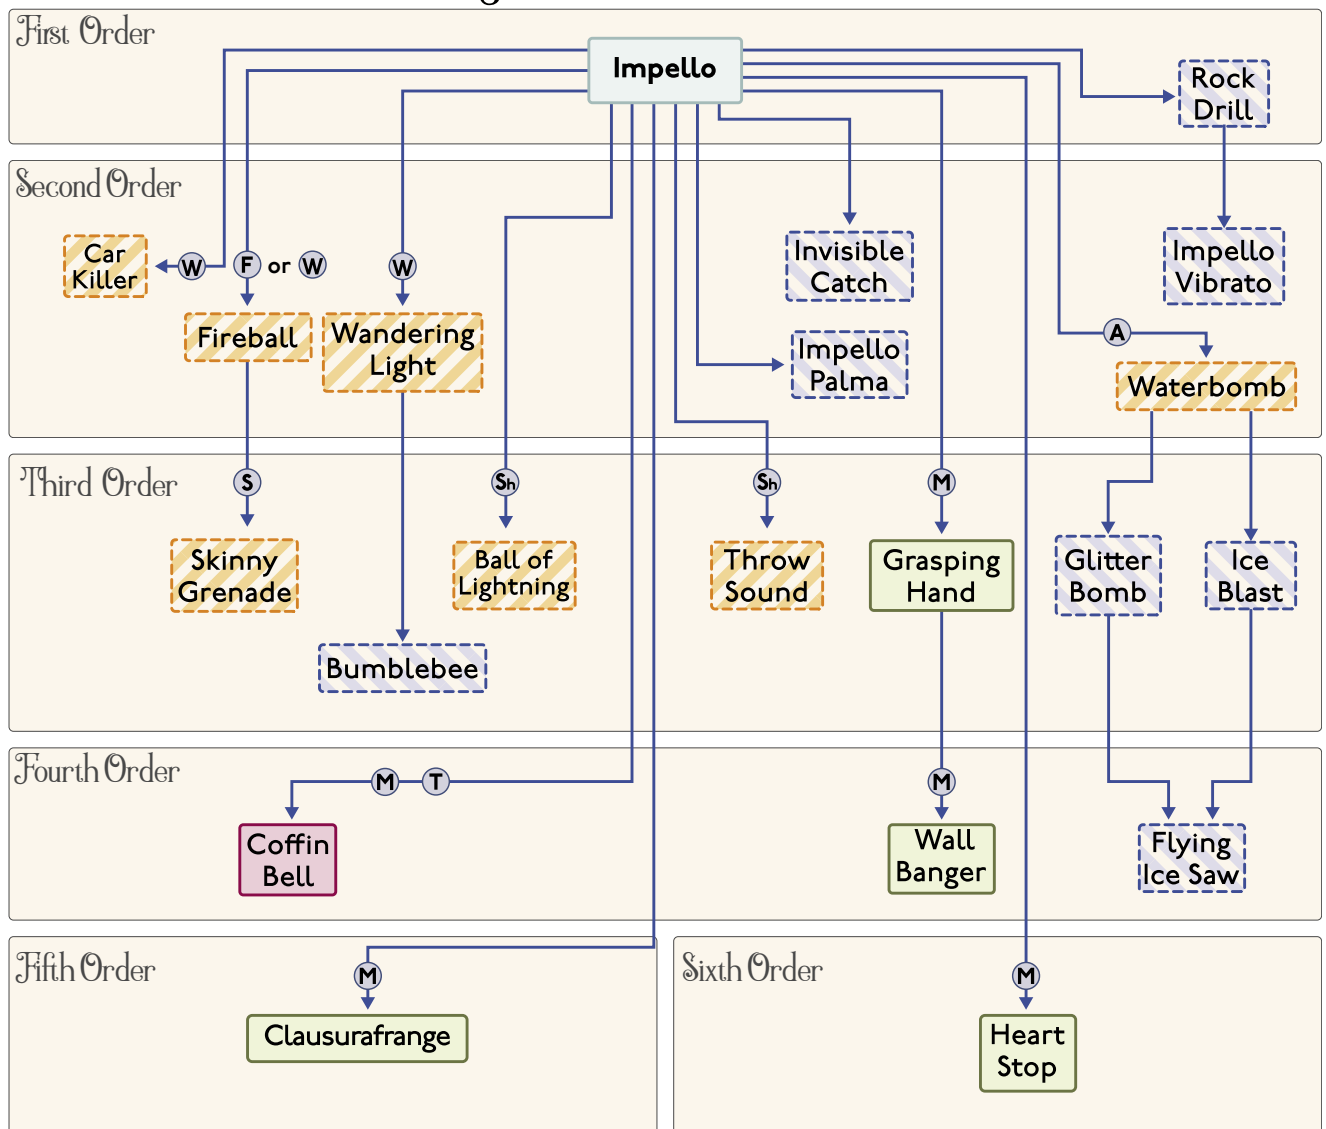 First Order
Impello
Rock
Drill
Second Order
Car
Killer
W
F or W
W
Fireball
Wandering
Light
Invisible
Catch
Impello
Palma
Impello
Vibrato
A
Waterbomb
Third Order
S
Sh
Sh
M
Skinny
Grenade
Ball of
Lightning
Throw
Sound
Grasping
Hand
Glitter
Bomb
Ice
Blast
Bumblebee
Fourth Order
M T
M
Coffin
Bell
Wall
Banger
Flying
Ice Saw
Fifth Order
M
Clausurafrange
Sixth Order
M
Heart
Stop